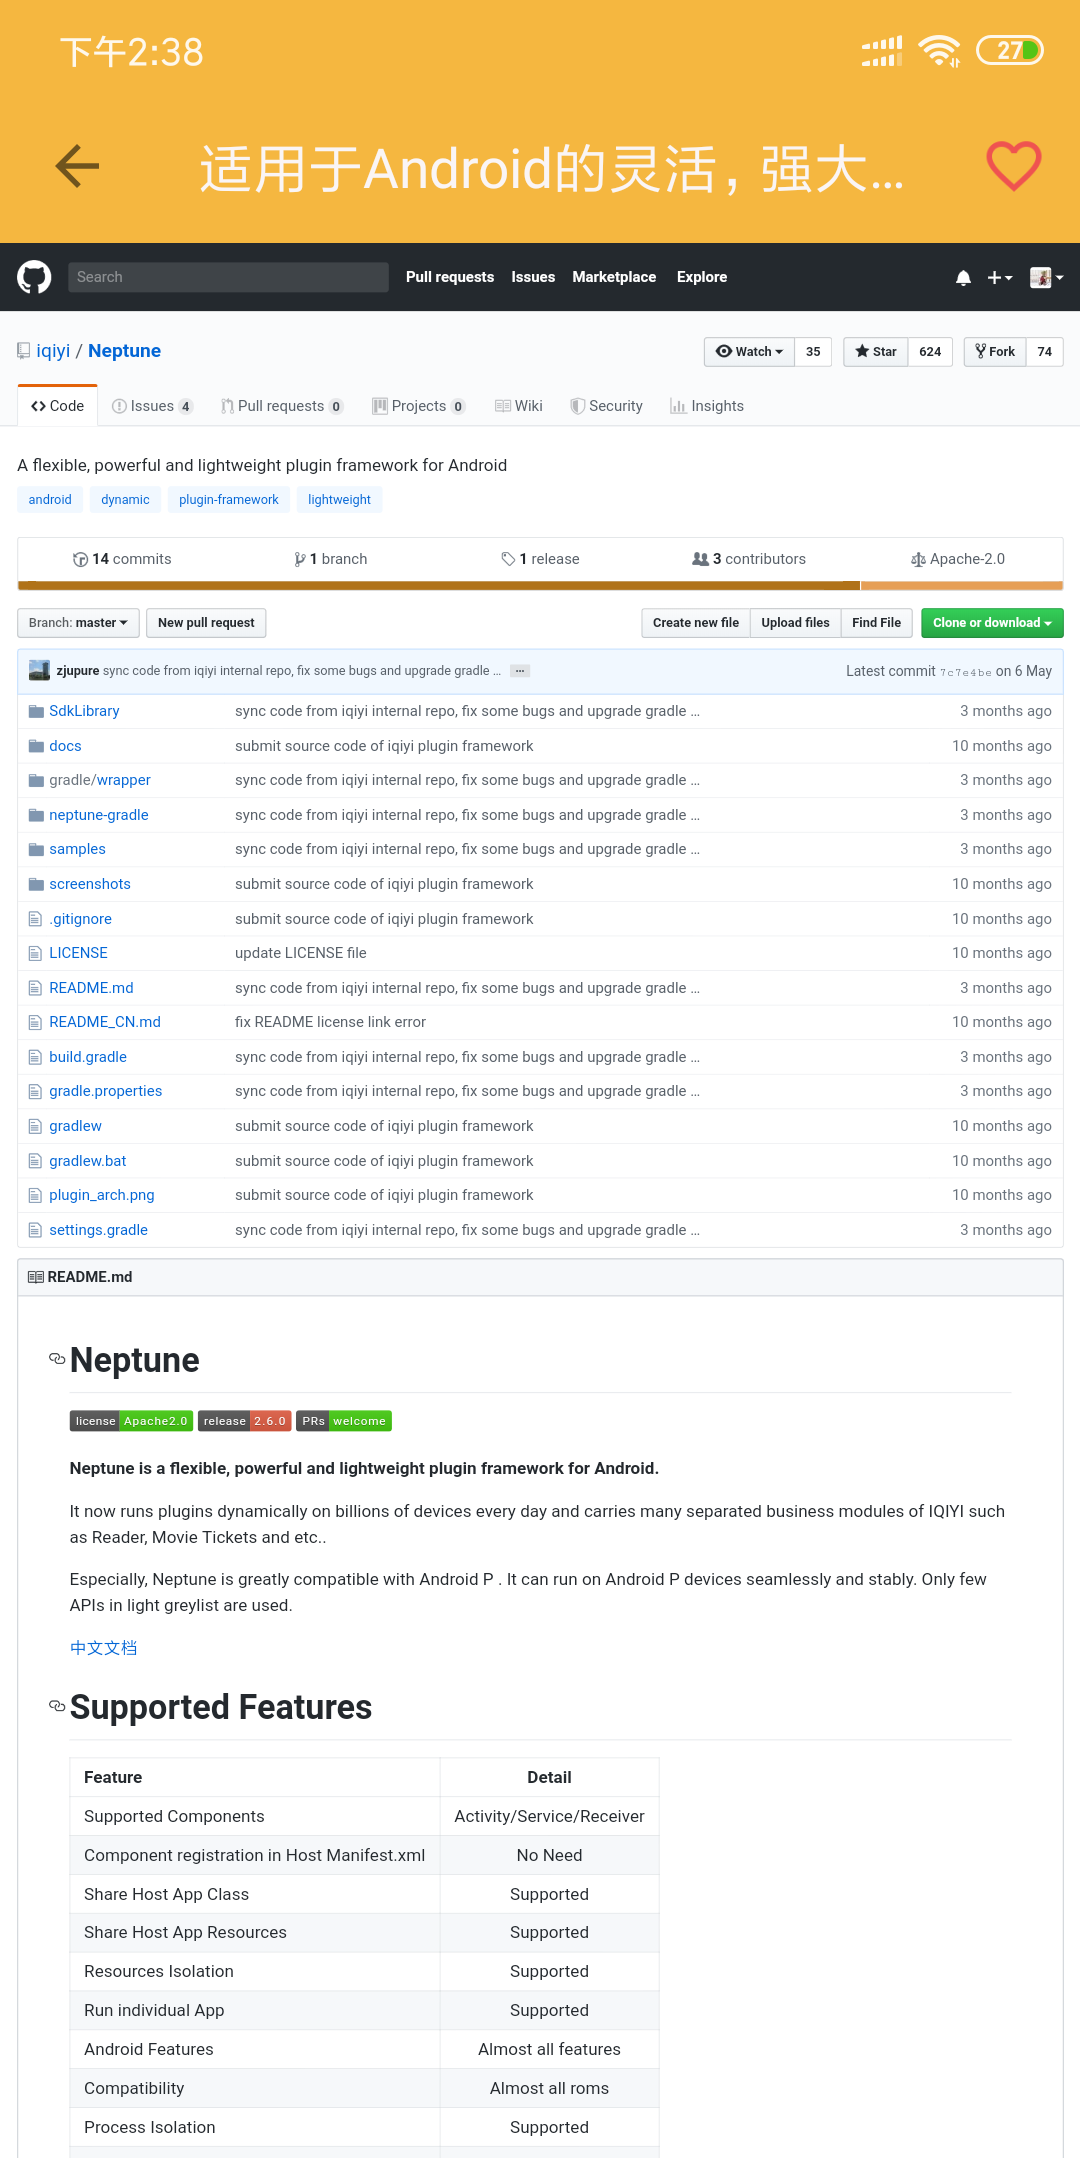 下午2:38
27
适用于Android的灵活，强大...
Search
Pull requests Issues Marketplace Explore
iqiyi / Neptune
Watch 35 Star 624 Fork 74
Code Issues 4 Pull requests 0 Projects 0 Wiki Security Insights
A flexible, powerful and lightweight plugin framework for Android
android dynamic plugin-framework lightweight
14 commits 1 branch 1 release 3 contributors Apache-2.0
Branch: master New pull request Create new file Upload files Find File Clone or download
zjupure sync code from iqiyi internal repo, fix some bugs and upgrade gradle … ... Latest commit 7c7e4be on 6 May
SdkLibrary sync code from iqiyi internal repo, fix some bugs and upgrade gradle … 3 months ago
docs submit source code of iqiyi plugin framework 10 months ago
gradle/wrapper sync code from iqiyi internal repo, fix some bugs and upgrade gradle … 3 months ago
neptune-gradle sync code from iqiyi internal repo, fix some bugs and upgrade gradle … 3 months ago
samples sync code from iqiyi internal repo, fix some bugs and upgrade gradle … 3 months ago
screenshots submit source code of iqiyi plugin framework 10 months ago
.gitignore submit source code of iqiyi plugin framework 10 months ago
LICENSE update LICENSE file 10 months ago
README.md sync code from iqiyi internal repo, fix some bugs and upgrade gradle … 3 months ago
README_CN.md fix README license link error 10 months ago
build.gradle sync code from iqiyi internal repo, fix some bugs and upgrade gradle … 3 months ago
gradle.properties sync code from iqiyi internal repo, fix some bugs and upgrade gradle … 3 months ago
gradlew submit source code of iqiyi plugin framework 10 months ago
gradlew.bat submit source code of iqiyi plugin framework 10 months ago
plugin_arch.png submit source code of iqiyi plugin framework 10 months ago
settings.gradle sync code from iqiyi internal repo, fix some bugs and upgrade gradle … 3 months ago
README.md
Neptune
license Apache2.0 release 2.6.0 PRs welcome
Neptune is a flexible, powerful and lightweight plugin framework for Android.
It now runs plugins dynamically on billions of devices every day and carries many separated business modules of IQIYI such
as Reader, Movie Tickets and etc..
Especially, Neptune is greatly compatible with Android P . It can run on Android P devices seamlessly and stably. Only few
APIs in light greylist are used.
中文文档
Supported Features
Feature Detail
Supported Components Activity/Service/Receiver
Component registration in Host Manifest.xml No Need
Share Host App Class Supported
Share Host App Resources Supported
Resources Isolation Supported
Run individual App Supported
Android Features Almost all features
Compatibility Almost all roms
Process Isolation Supported